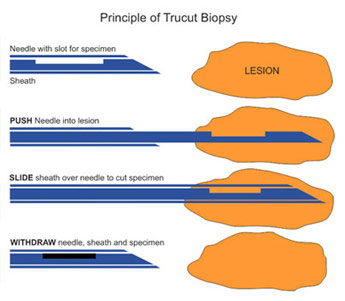 Principle of Trucut Biopsy
Needle with slot for specimen
LESION
Sheath
PUSH Needle into lesion
SLIDE sheath over needle to cut specimen
WITHDRAW needle, sheath and specimen